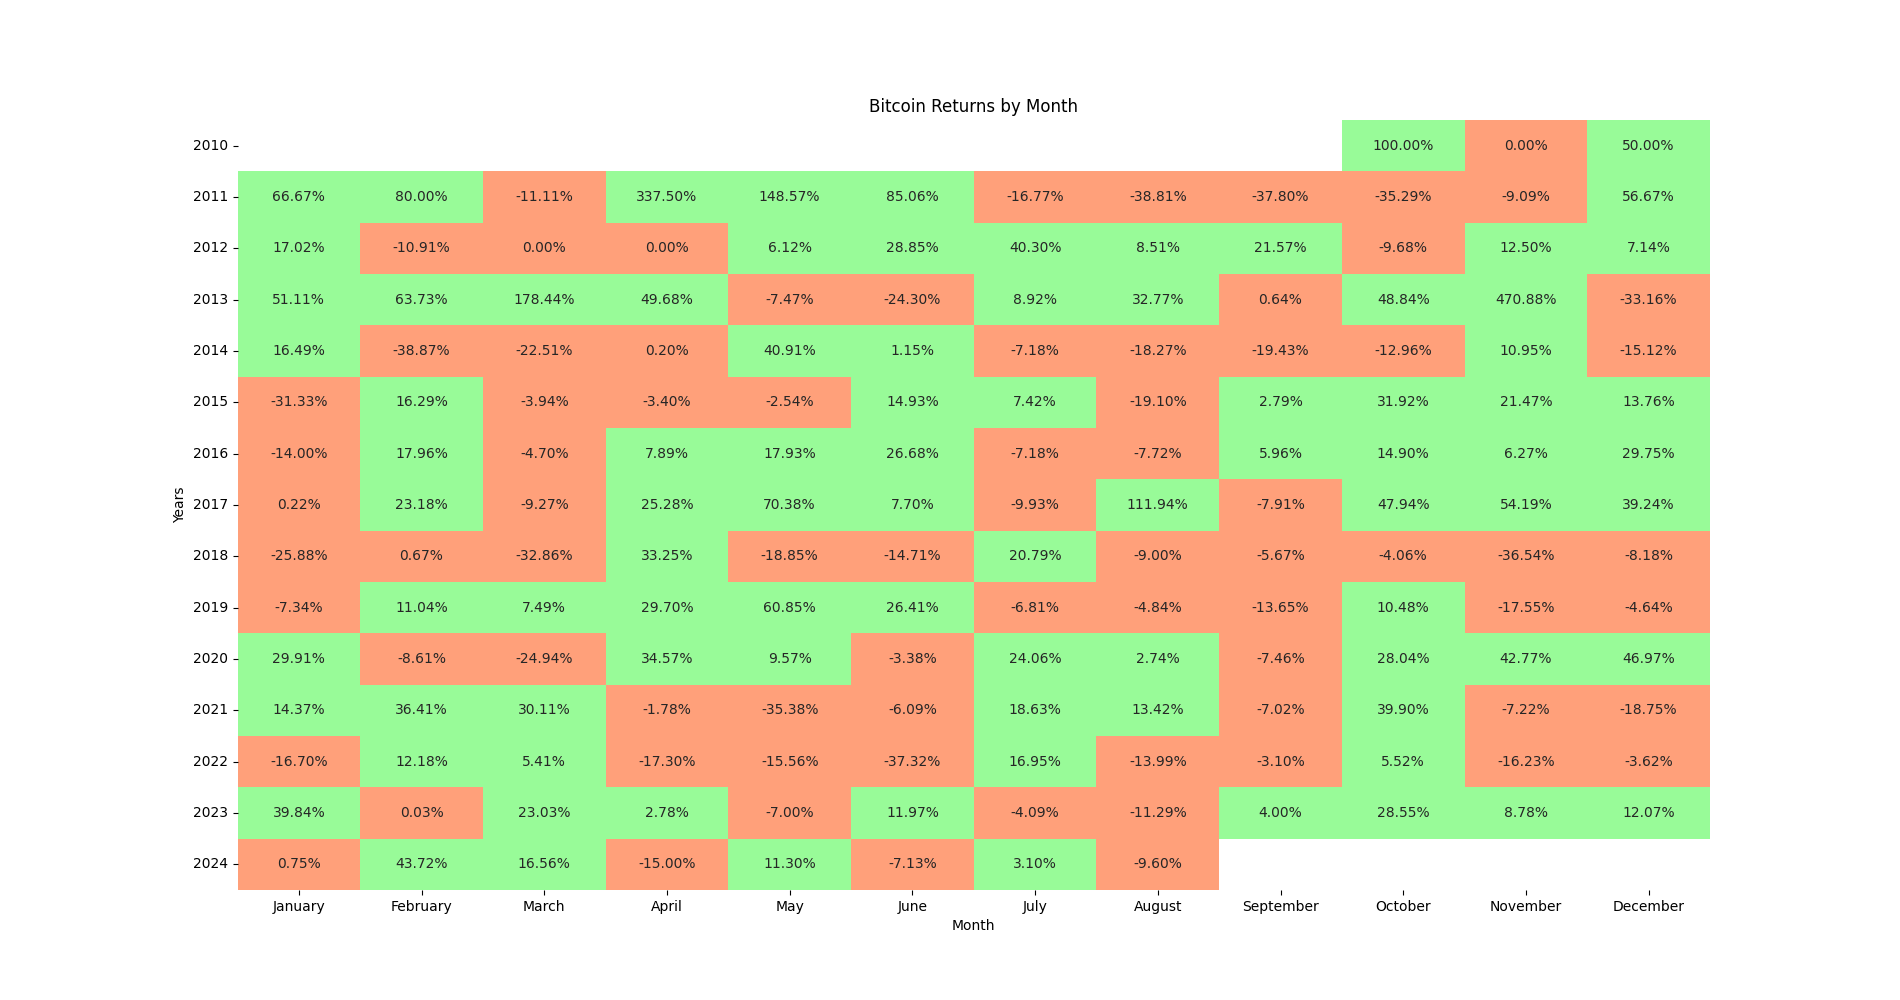 Bitcoin Returns by Month
2010 100.00% 0.00% 50.00%
2011 66.67% 80.00% -11.11% 337.50% 148.57% 85.06% -16.77% -38.81% -37.80% -35.29% -9.09% 56.67%
2012 17.02% -10.91% 0.00% 0.00% 6.12% 28.85% 40.30% 8.51% 21.57% -9.68% 12.50% 7.14%
2013 51.11% 63.73% 178.44% 49.68% -7.47% -24.30% 8.92% 32.77% 0.64% 48.84% 470.88% -33.16%
2014 16.49% -38.87% -22.51% 0.20% 40.91% 1.15% -7.18% -18.27% -19.43% -12.96% 10.95% -15.12%
2015 -31.33% 16.29% -3.94% -3.40% -2.54% 14.93% 7.42% -19.10% 2.79% 31.92% 21.47% 13.76%
2016 -14.00% 17.96% -4.70% 7.89% 17.93% 26.68% -7.18% -7.72% 5.96% 14.90% 6.27% 29.75%
Years
2017 0.22% 23.18% -9.27% 25.28% 70.38% 7.70% -9.93% 111.94% -7.91% 47.94% 54.19% 39.24%
2018 -25.88% 0.67% -32.86% 33.25% -18.85% -14.71% 20.79% -9.00% -5.67% -4.06% -36.54% -8.18%
2019 -7.34% 11.04% 7.49% 29.70% 60.85% 26.41% -6.81% -4.84% -13.65% 10.48% -17.55% -4.64%
2020 29.91% -8.61% -24.94% 34.57% 9.57% -3.38% 24.06% 2.74% -7.46% 28.04% 42.77% 46.97%
2021 14.37% 36.41% 30.11% -1.78% -35.38% -6.09% 18.63% 13.42% -7.02% 39.90% -7.22% -18.75%
2022 -16.70% 12.18% 5.41% -17.30% -15.56% -37.32% 16.95% -13.99% -3.10% 5.52% -16.23% -3.62%
2023 39.84% 0.03% 23.03% 2.78% -7.00% 11.97% -4.09% -11.29% 4.00% 28.55% 8.78% 12.07%
2024 0.75% 43.72% 16.56% -15.00% 11.30% -7.13% 3.10% -9.60%
January February March April May June July August September October November December
Month